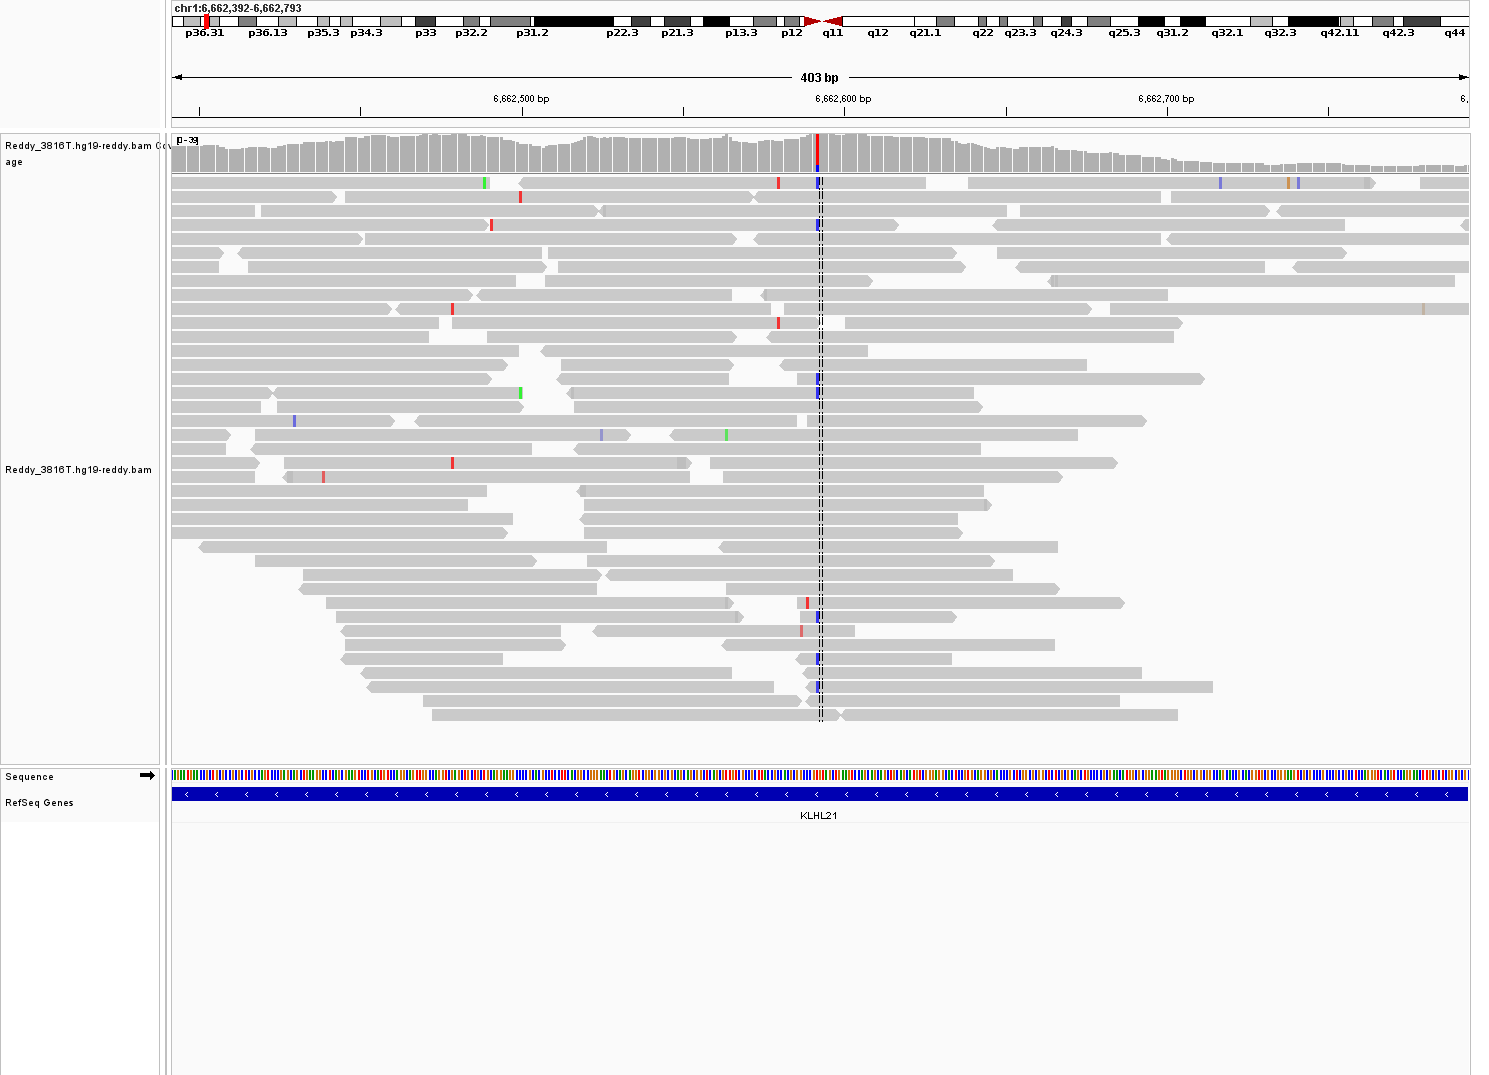 chr1:6,662,392-6,662,793
p36.31 p36.13 p35.3 p34.3 p33 p32.2 p31.2 p22.3 p21.3 p13.3 p12 q11 q12 q21.1 q22 q23.3 q24.3 q25.3 q31.2 q32.1 q32.3 q42.11 q42.3 q44
403 bp
6,662,500 bp 6,662,600 bp 6,662,700 bp 6,
[0-39]
Reddy_3816T.hg19-reddy.bam Cov
age
Reddy_3816T.hg19-reddy.bam
Sequence
RefSeq Genes
KLHL21